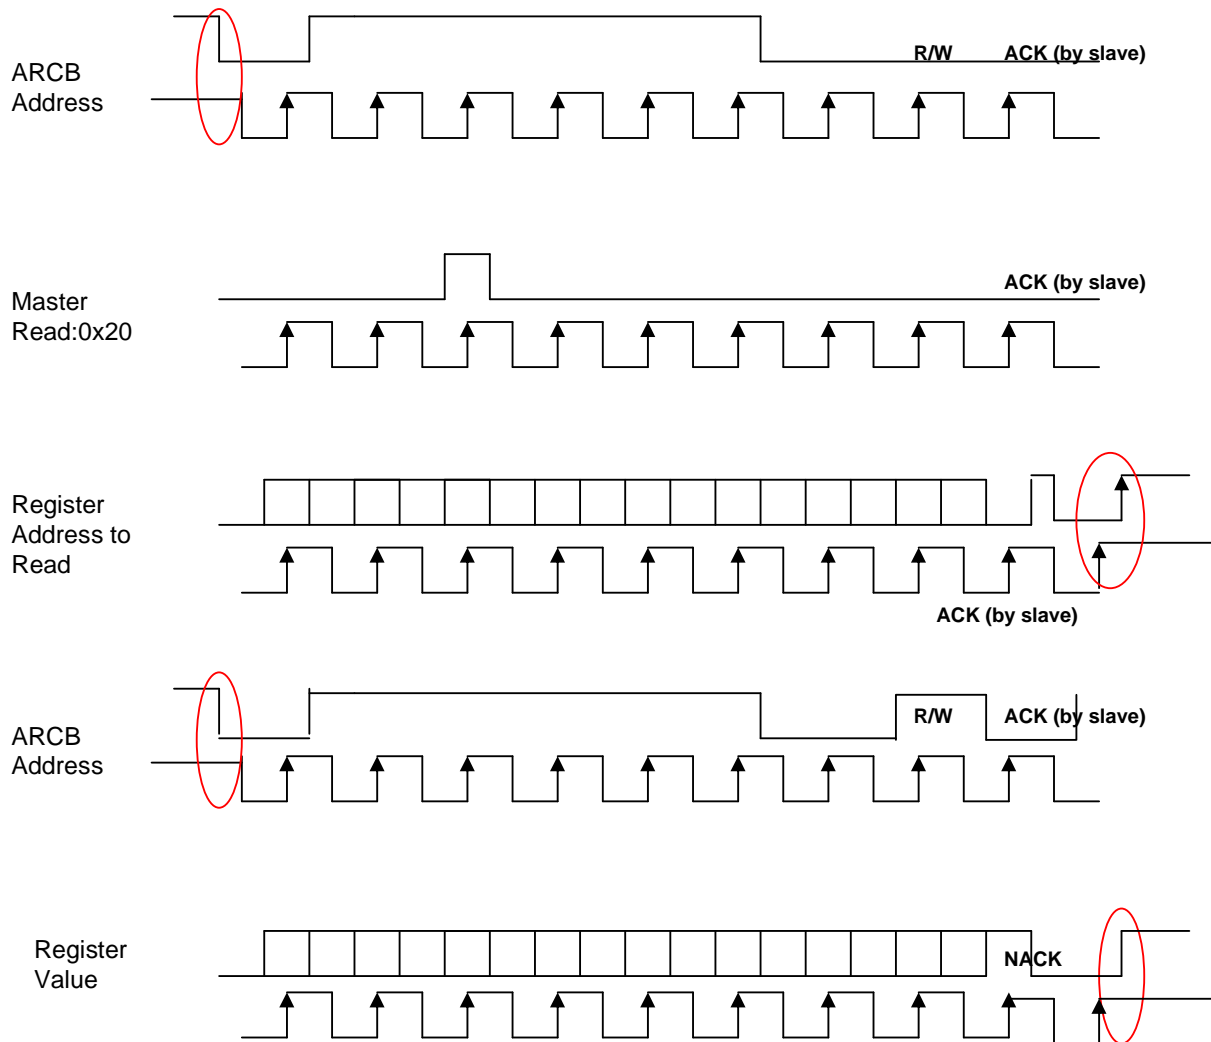 R/W ACK (by slave)
ARCB
Address
ACK (by slave)
Master
Read:0x20
Register
Address to
Read
ACK (by slave)
R/W ACK (by slave)
ARCB
Address
Register
Value
NACK